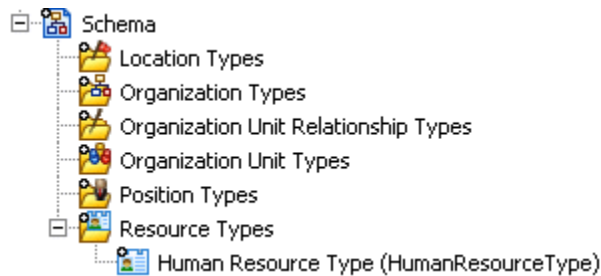 Schema
Location Types
Organization Types
Organization Unit Relationship Types
Organization Unit Types
Position Types
Resource Types
Human Resource Type (HumanResourceType)